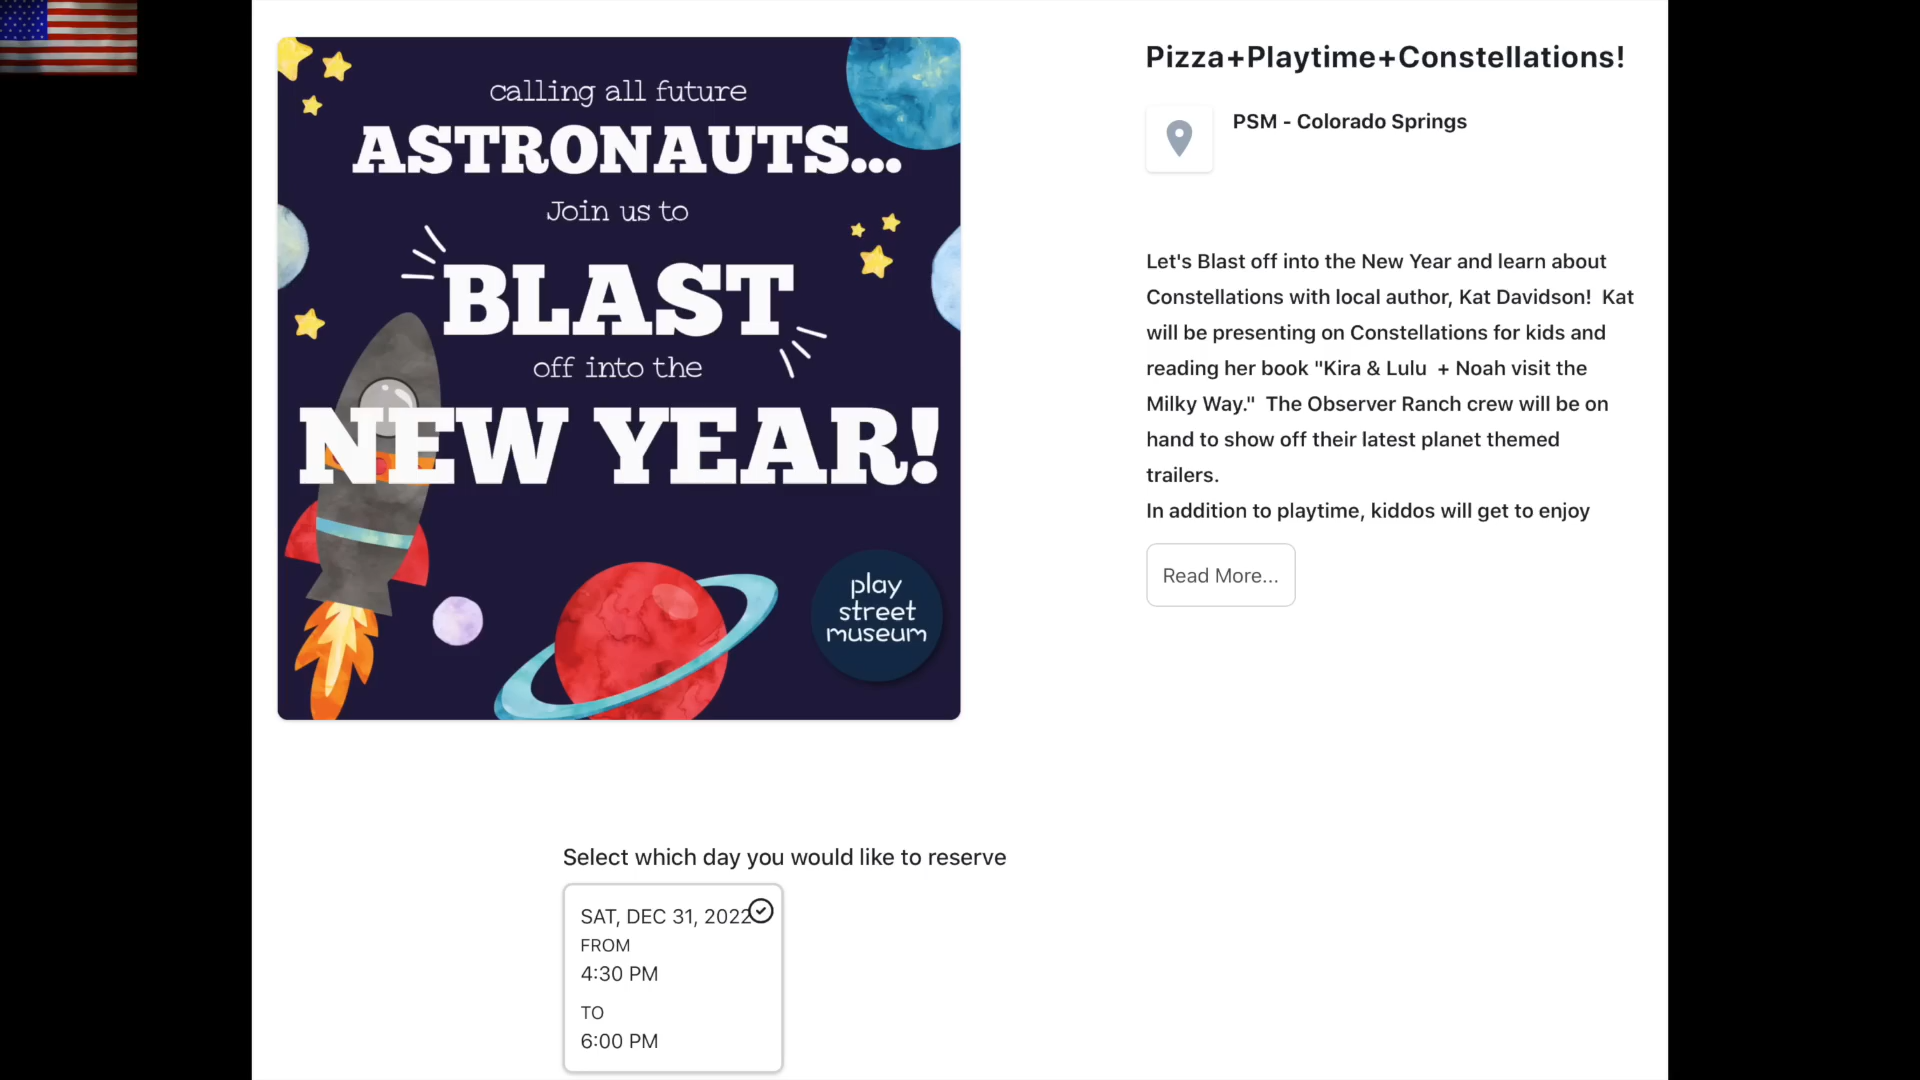 calling all future
ASTRONAUTS...
Join us to
BLAST
off into the
NEW YEAR!
play
street
museum
Pizza+Playtime+Constellations!
PSM - Colorado Springs
Let's Blast off into the New Year and learn about
Constellations with local author, Kat Davidson!  Kat
will be presenting on Constellations for kids and
reading her book "Kira & Lulu  + Noah visit the
Milky Way."  The Observer Ranch crew will be on
hand to show off their latest planet themed
trailers.
In addition to playtime, kiddos will get to enjoy
Read More...
Select which day you would like to reserve
SAT, DEC 31, 2022
FROM
4:30 PM
TO
6:00 PM